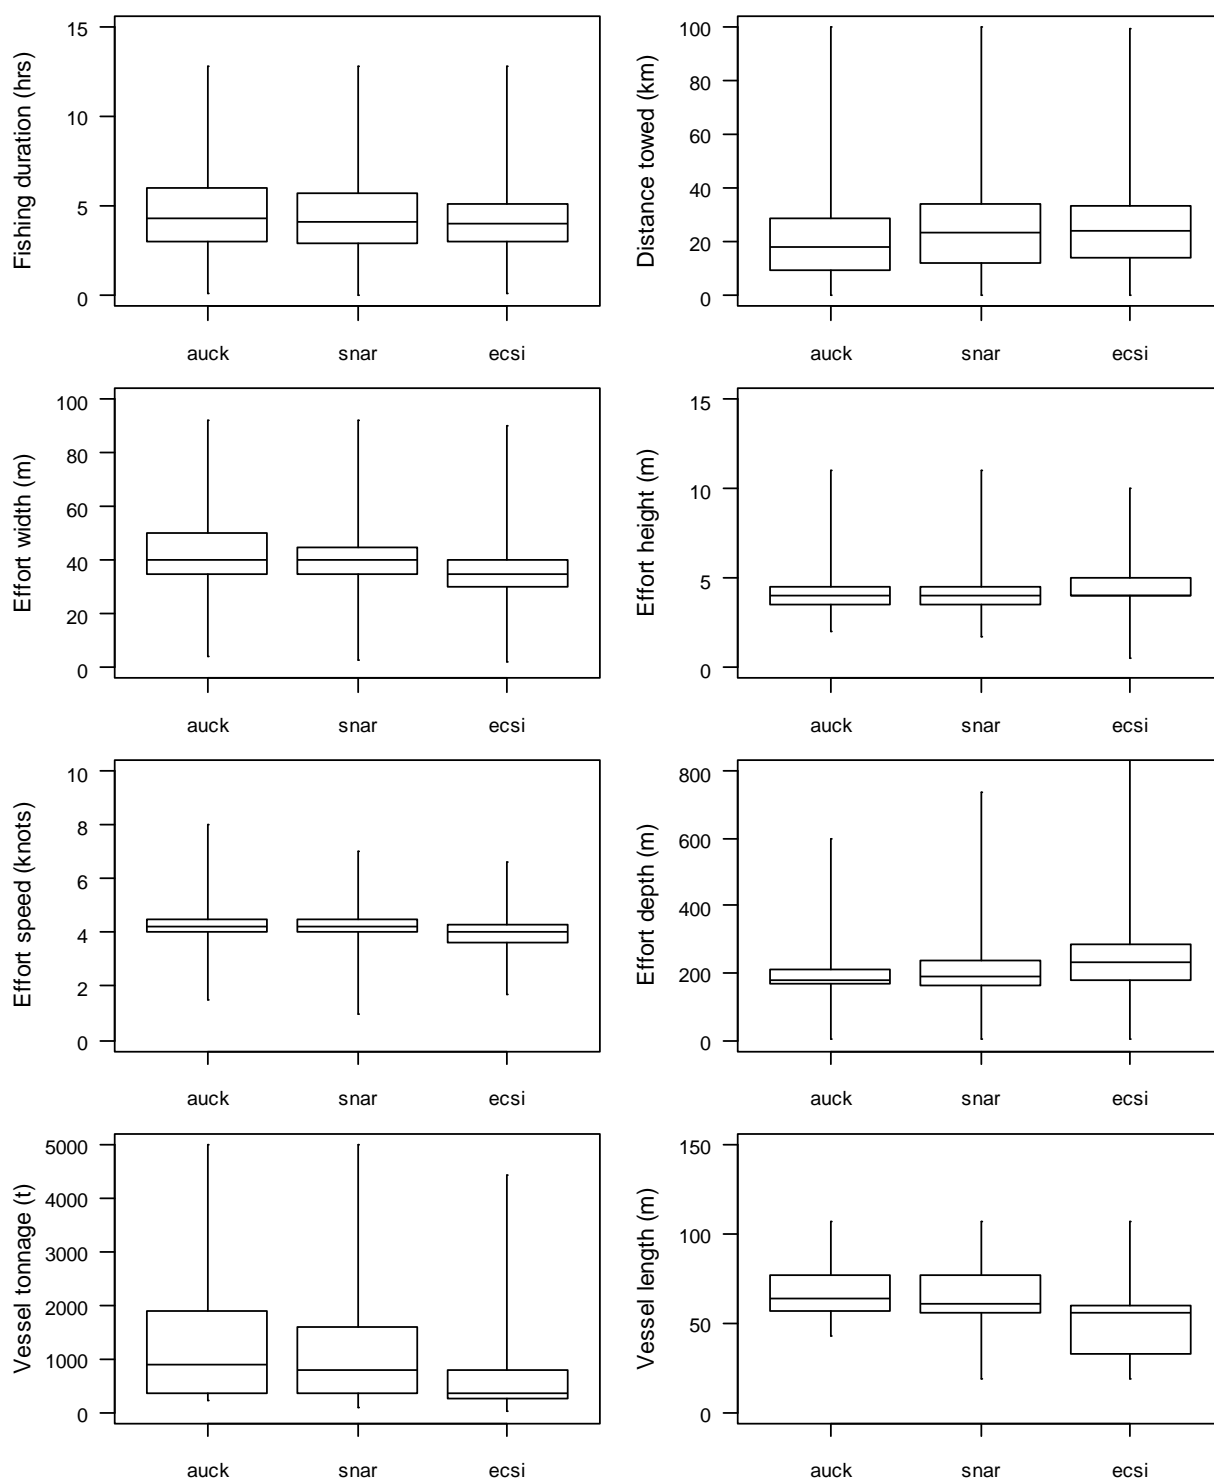 Fishing duration (hrs)
15
10
5
0
auck snar ecsi
Distance towed (km)
100
80
60
40
20
0
auck snar ecsi
Effort width (m)
100
80
60
40
20
0
auck snar ecsi
Effort height (m)
15
10
5
0
auck snar ecsi
Effort speed (knots)
10
8
6
4
2
0
auck snar ecsi
Effort depth (m)
800
600
400
200
0
auck snar ecsi
Vessel tonnage (t)
5000
4000
3000
2000
1000
0
auck snar ecsi
Vessel length (m)
150
100
50
0
auck snar ecsi